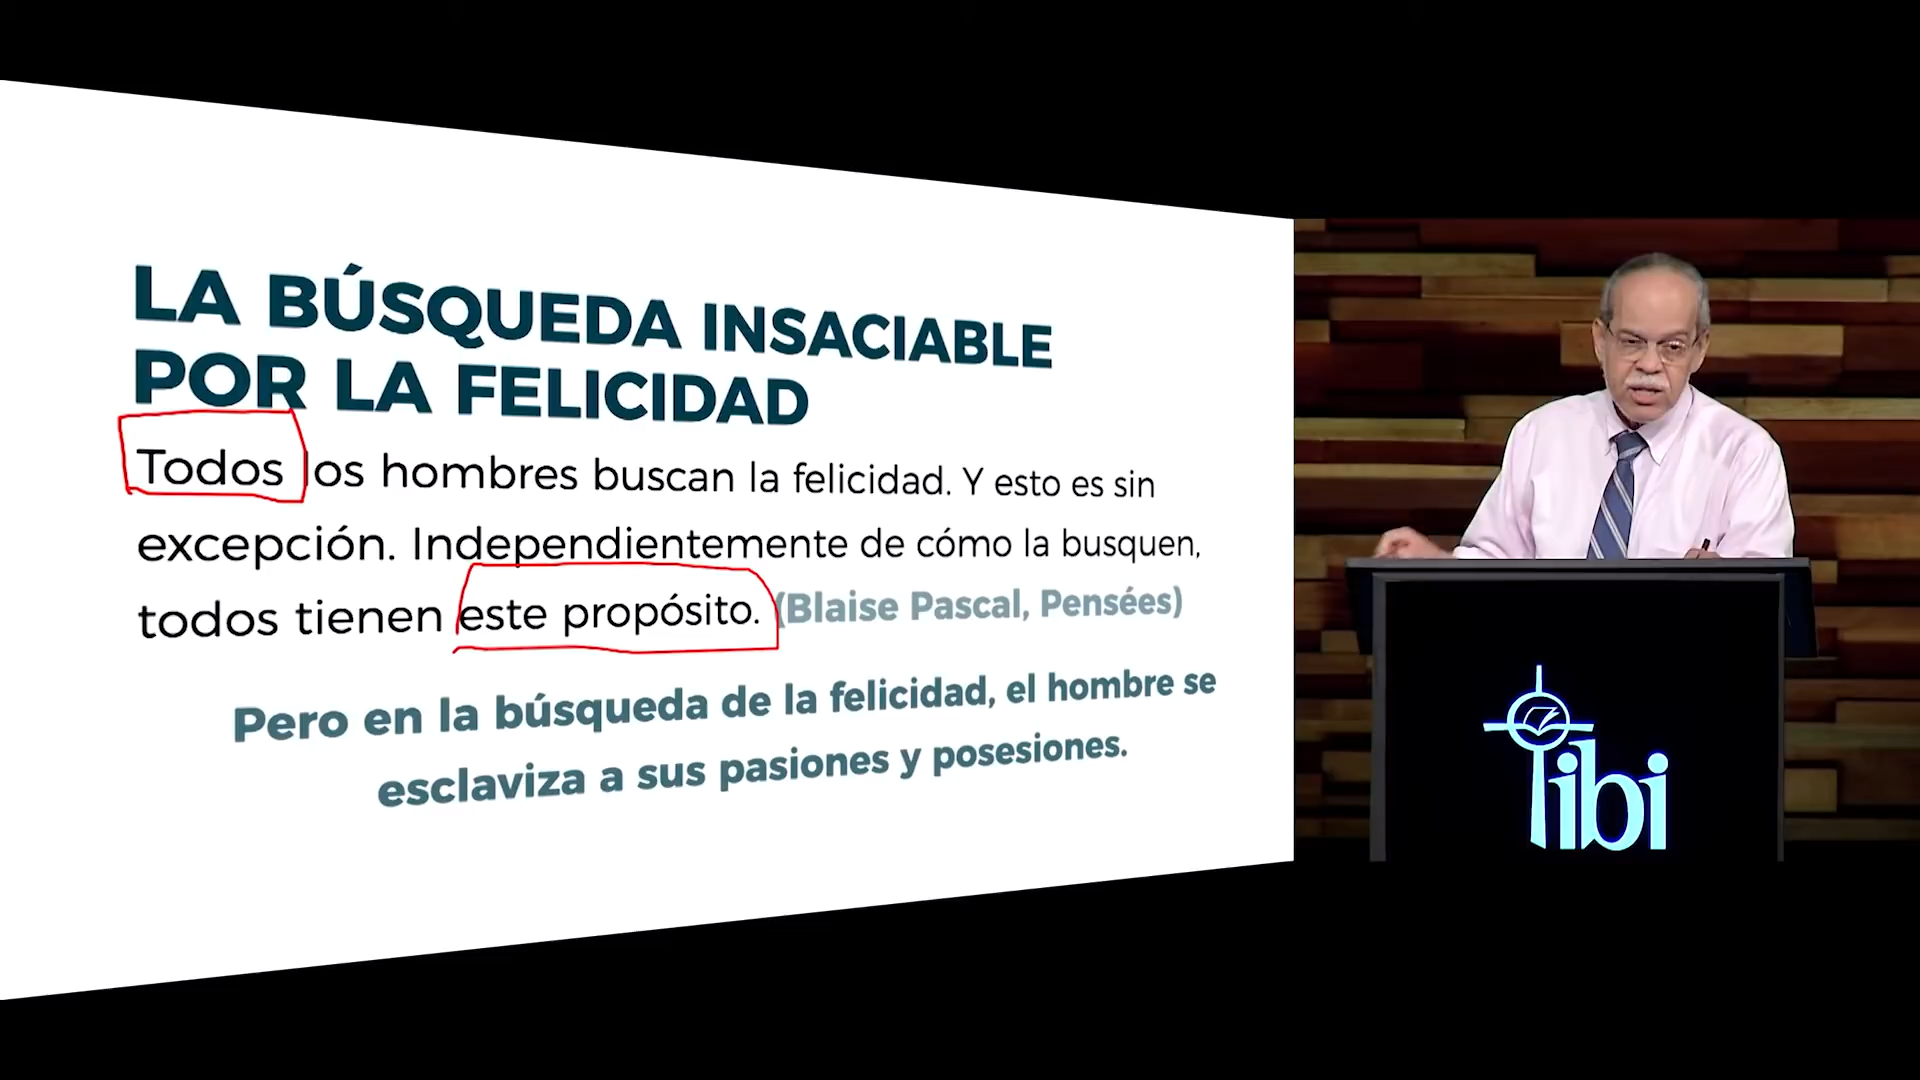 LA BÚSQUEDA INSACIABLE
POR LA FELICIDAD
Todos los hombres buscan la felicidad. Y esto es sin
excepción. Independientemente de cómo la busquen,
todos tienen este propósito. (Blaise Pascal, Pensées)
Pero en la búsqueda de la felicidad, el hombre se
esclaviza a sus pasiones y posesiones.
ibi